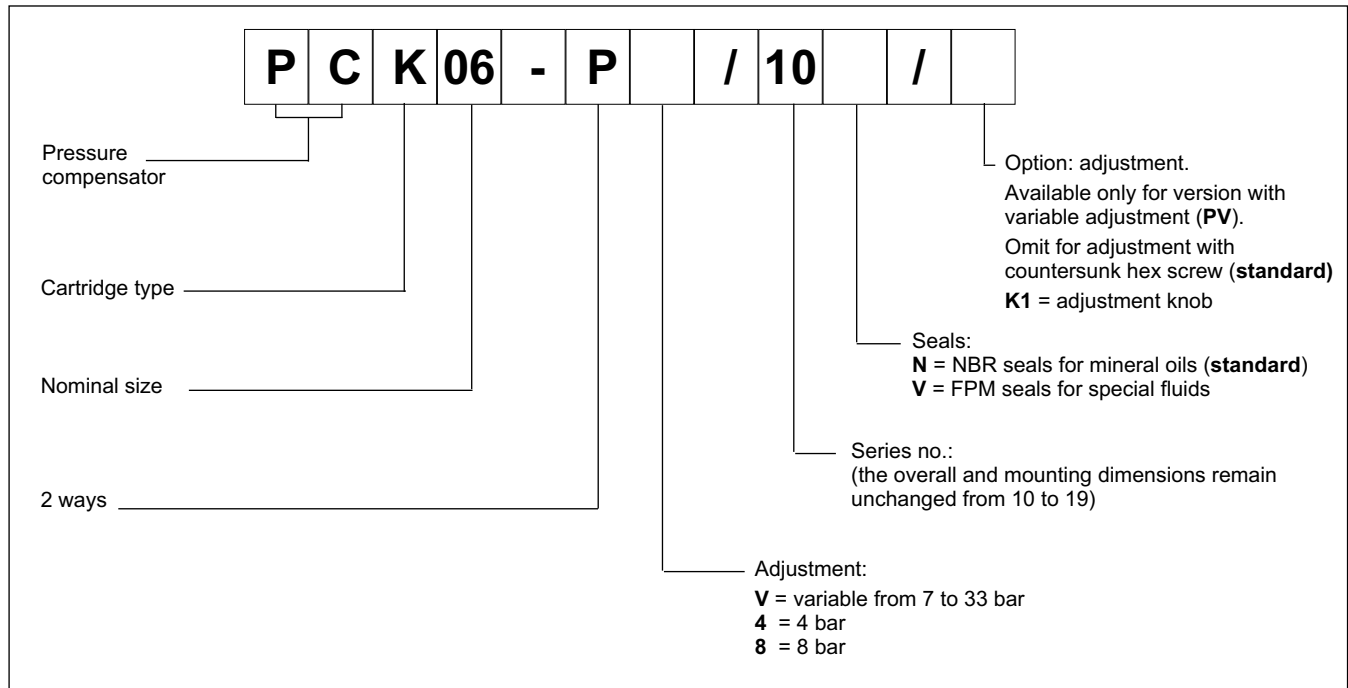 P C K 06 - P / 10 /
Pressure
compensator
Cartridge type
Nominal size
2 ways
Option: adjustment.
Available only for version with
variable adjustment (PV).
Omit for adjustment with
countersunk hex screw (standard)
K1 = adjustment knob
Seals:
N = NBR seals for mineral oils (standard)
V = FPM seals for special fluids
Series no.:
(the overall and mounting dimensions remain
unchanged from 10 to 19)
Adjustment:
V = variable from 7 to 33 bar
4 = 4 bar
8 = 8 bar